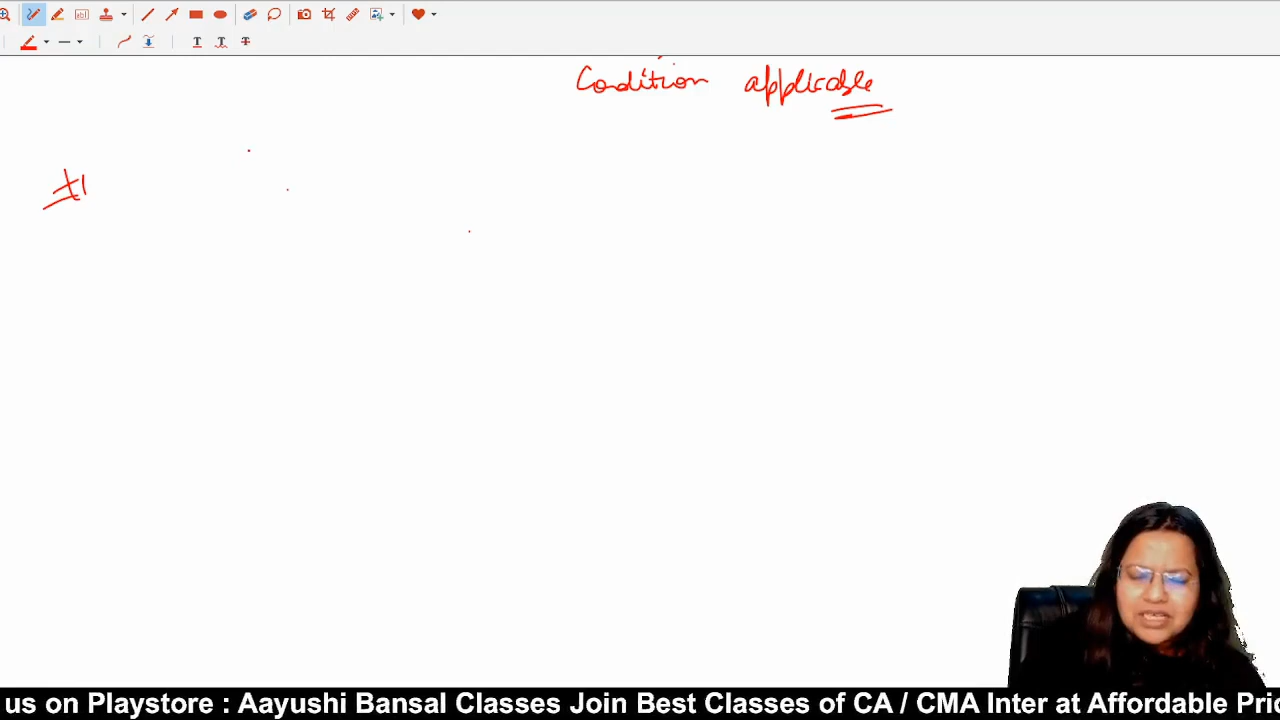 Condition applicable
us on Playstore : Aayushi Bansal Classes Join Best Classes of CA / CMA Inter at Affordable Pri